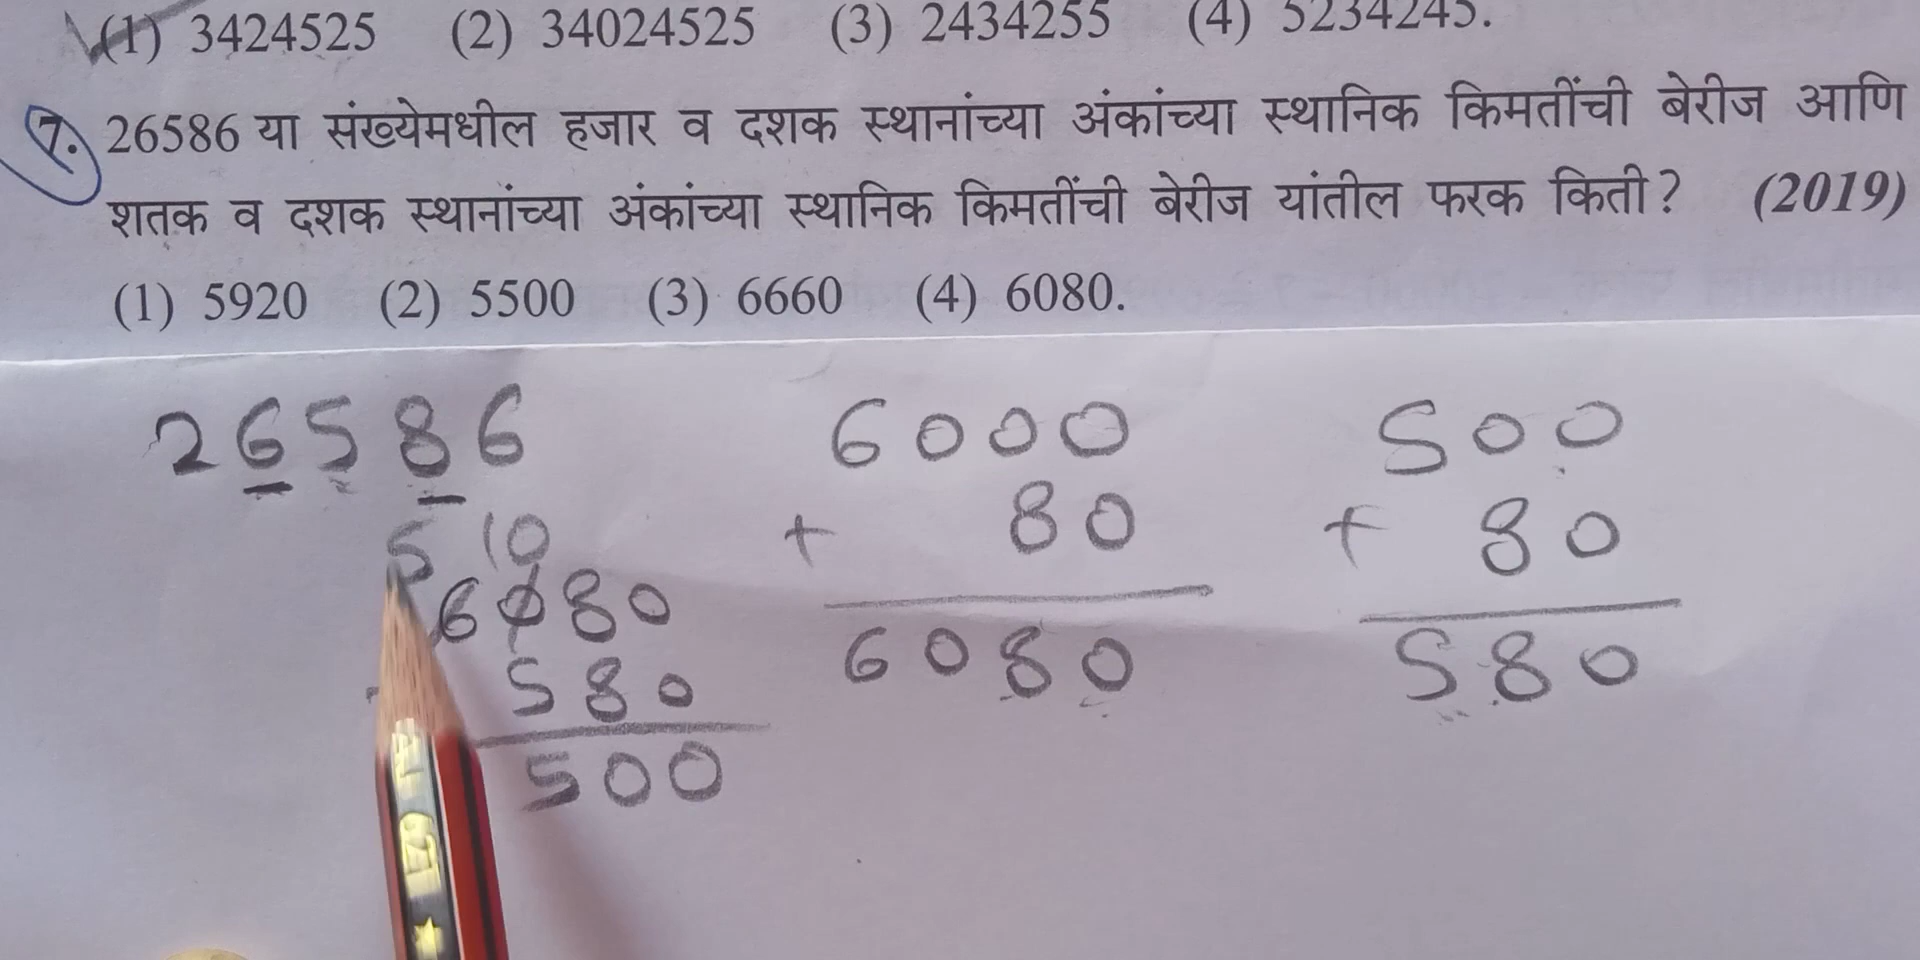 (1) 3424525 (2) 34024525 (3) 2434255 (4) 5234245.
7. 26586 या संख्येमधील हजार व दशक स्थानांच्या अंकांच्या स्थानिक किमतींची बेरीज आणि
शतक व दशक स्थानांच्या अंकांच्या स्थानिक किमतींची बेरीज यांतील फरक किती? (2019)
(1) 5920 (2) 5500 (3) 6660 (4) 6080.
26586
5 10
6080
580
500
6000
+ 80
6080
500
+ 80
580